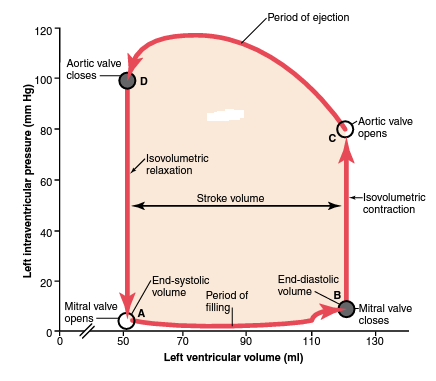 Period of ejection
120
Aortic valve
closes
D
100
Aortic valve
opens
C
80
Isovolumetric
relaxation
60
Stroke volume
Isovolumetric
contraction
40
Left intraventricular pressure (mm Hg)
End-systolic
volume
End-diastolic
volume
20
Period of
filling
B
Mitral valve
opens
A
Mitral valve
closes
0
0
50
70
90
110
130
Left ventricular volume (ml)